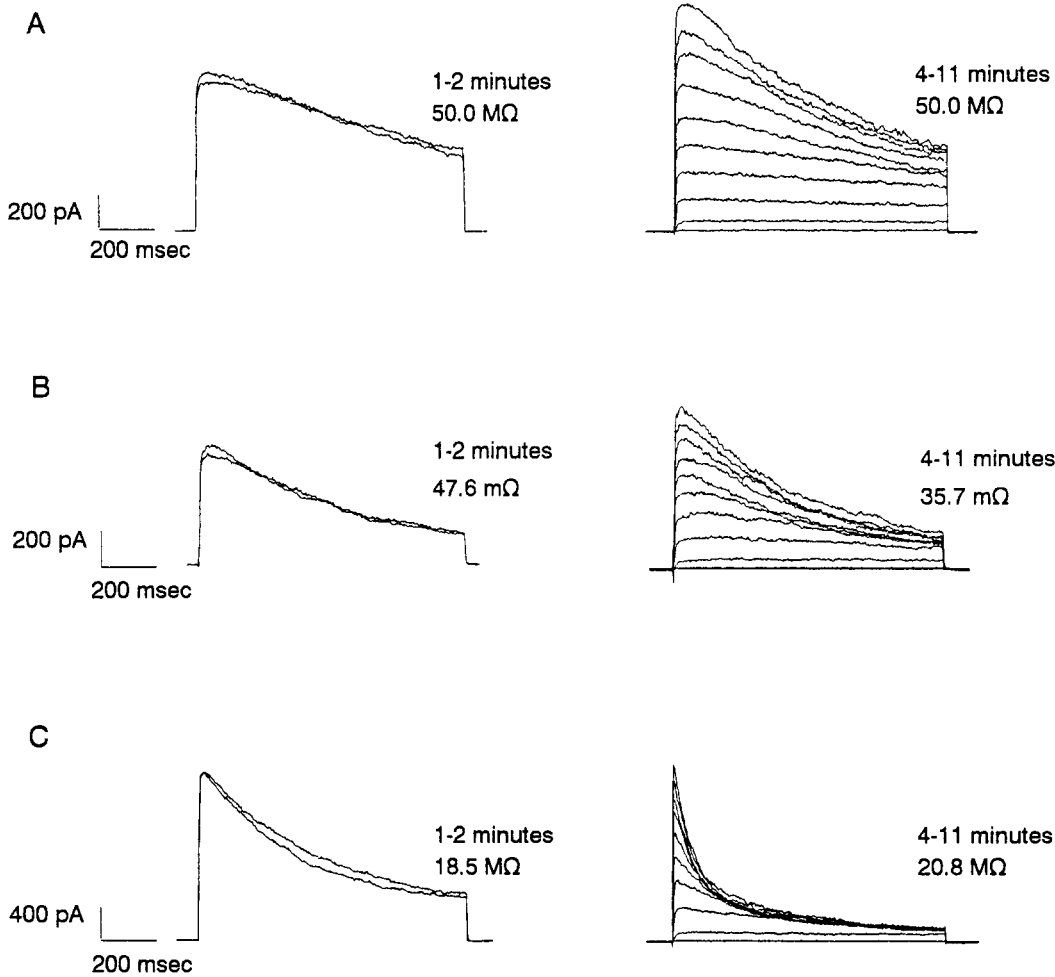 A
1-2 minutes
50.0 MΩ
4-11 minutes
50.0 MΩ
200 pA
200 msec
B
1-2 minutes
47.6 mΩ
4-11 minutes
35.7 mΩ
200 pA
200 msec
C
1-2 minutes
18.5 MΩ
4-11 minutes
20.8 MΩ
400 pA
200 msec